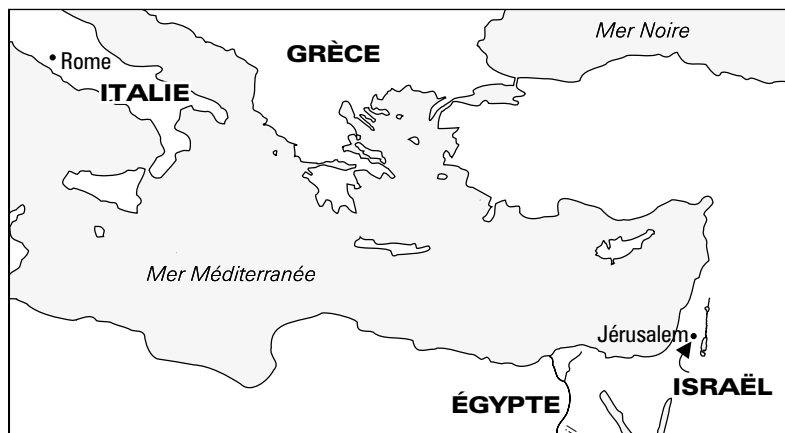 Mer Noire
GRÈCE
Rome
ITALIE
Mer Méditerranée
Jérusalem
ISRAËL
ÉGYPTE